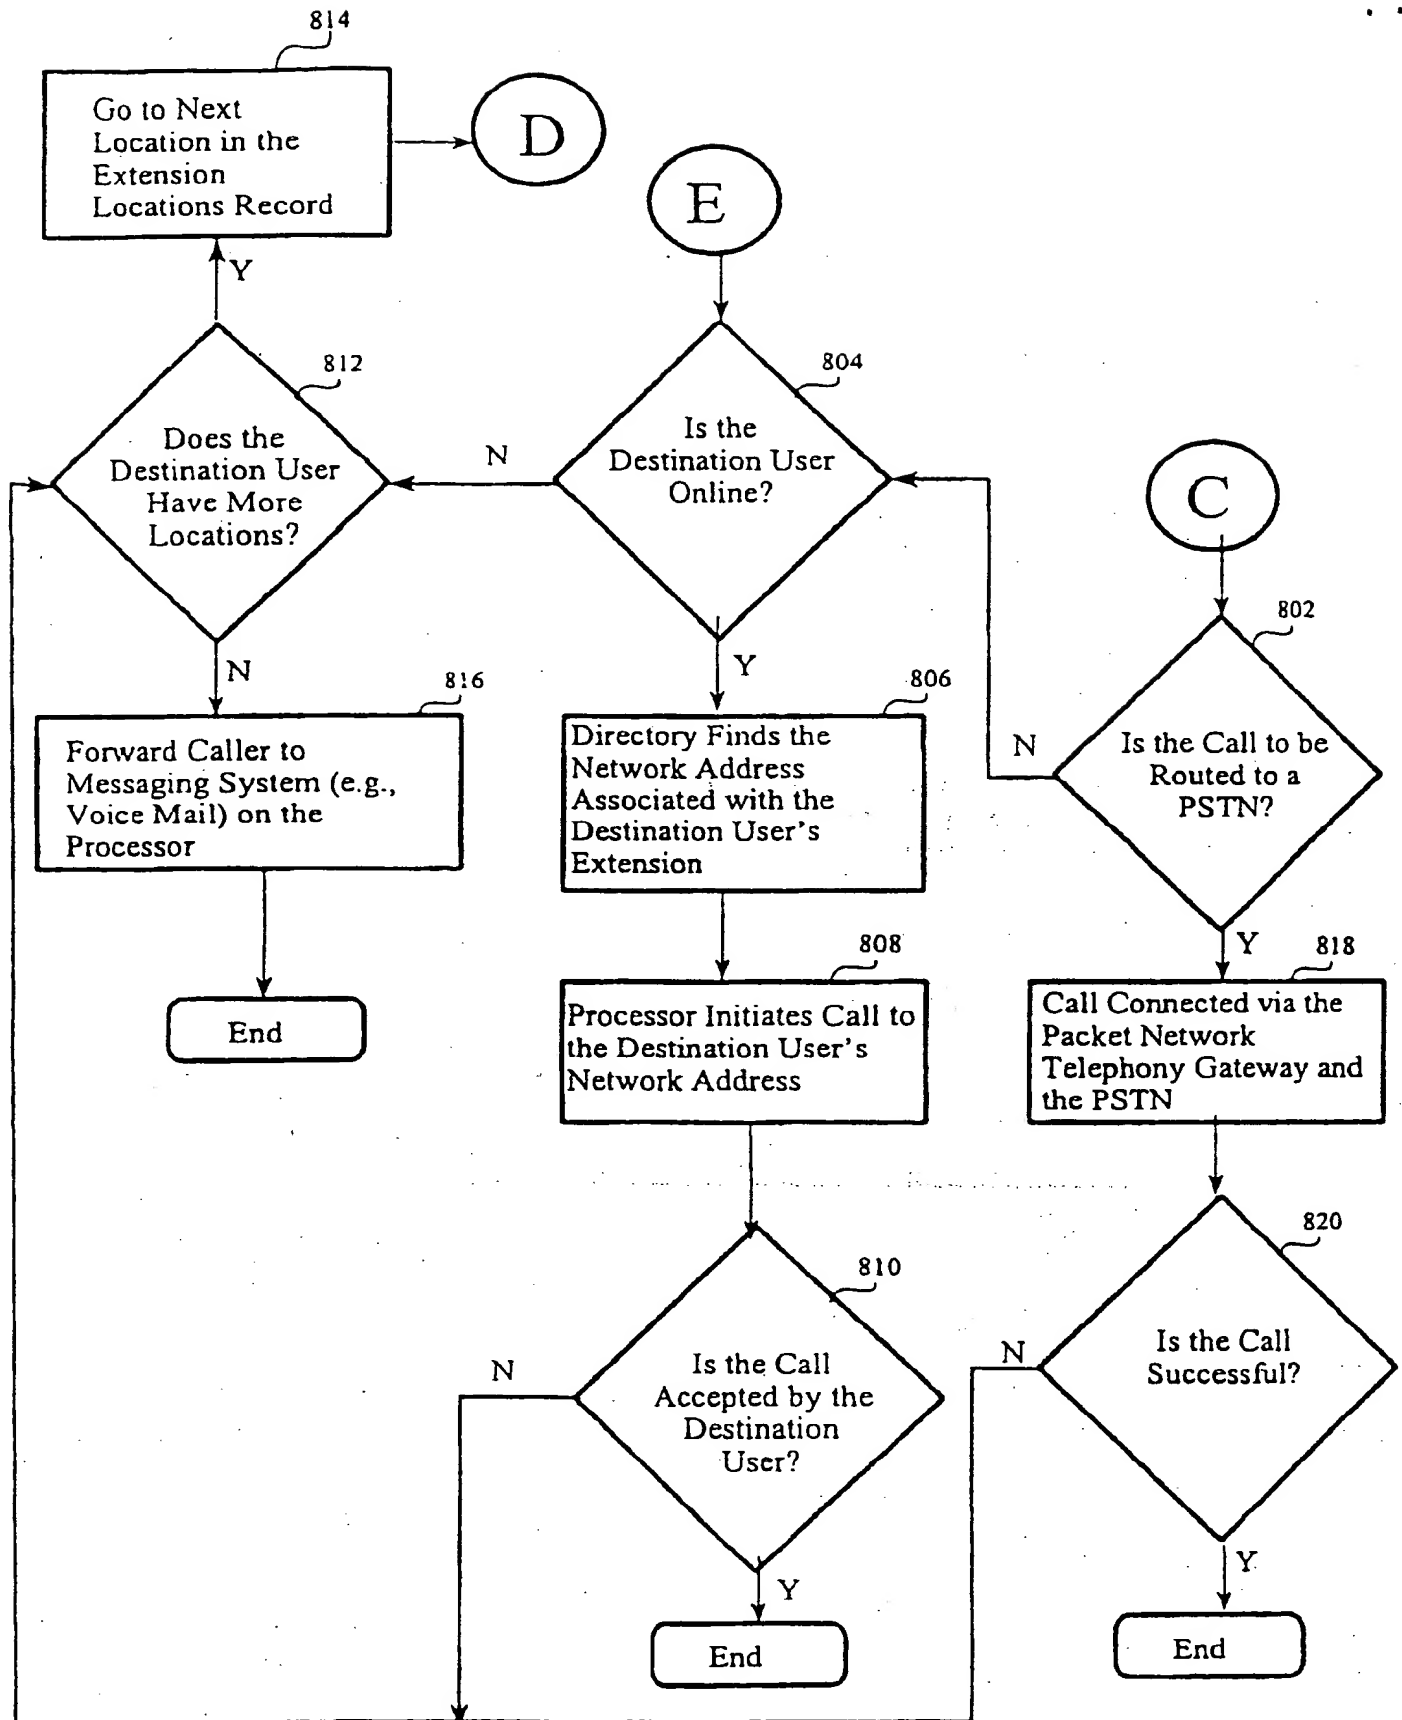 814
Go to Next
Location in the
Extension
Locations Record
D
E
Y
812
Does the
Destination User
Have More
Locations?
N
804
Is the
Destination User
Online?
C
802
N
816
Forward Caller to
Messaging System (e.g.,
Voice Mail) on the
Processor
End
Y
806
Directory Finds the
Network Address
Associated with the
Destination User's
Extension
N
Is the Call to be
Routed to a
PSTN?
Y
808
Processor Initiates Call to
the Destination User's
Network Address
818
Call Connected via the
Packet Network
Telephony Gateway and
the PSTN
810
N
Is the Call
Accepted by the
Destination
User?
Y
End
820
N
Is the Call
Successful?
Y
End